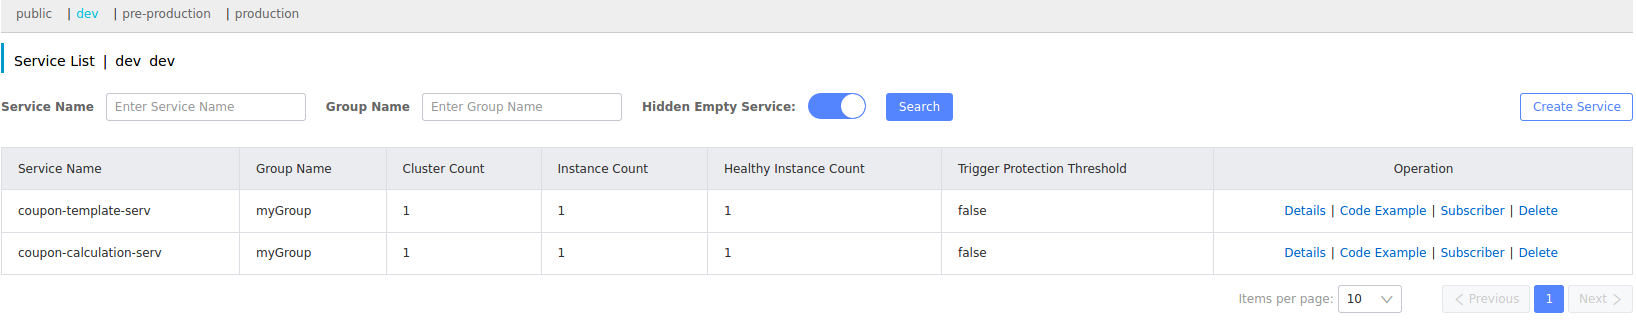 public | dev | pre-production | production
Service List | dev dev
Service Name Enter Service Name Group Name Enter Group Name Hidden Empty Service: Search Create Service
Service Name Group Name Cluster Count Instance Count Healthy Instance Count Trigger Protection Threshold Operation
coupon-template-serv myGroup 1 1 1 false Details | Code Example | Subscriber | Delete
coupon-calculation-serv myGroup 1 1 1 false Details | Code Example | Subscriber | Delete
Items per page: 10 Previous 1 Next